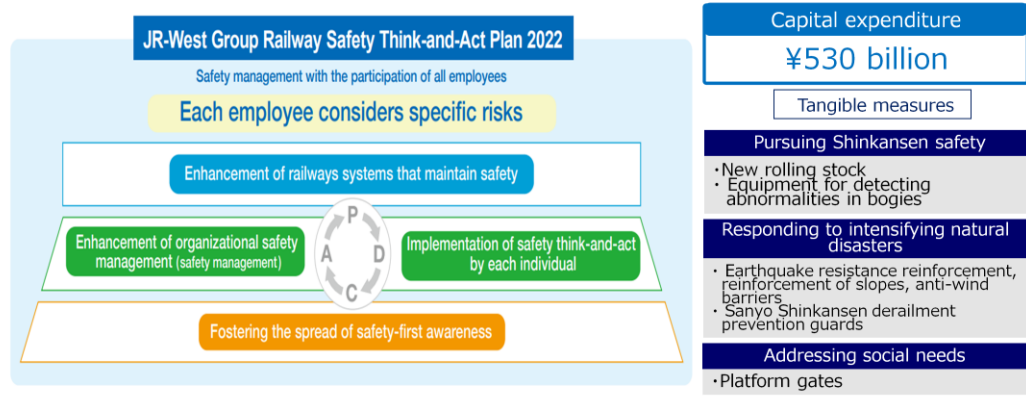 JR-West Group Railway Safety Think-and-Act Plan 2022
Safety management with the participation of all employees
Each employee considers specific risks
Enhancement of railways systems that maintain safety
Enhancement of organizational safety
management (safety management)
P
D
C
A
Implementation of safety think-and-act
by each individual
Fostering the spread of safety-first awareness
Capital expenditure
¥530 billion
Tangible measures
Pursuing Shinkansen safety
・New rolling stock
・ Equipment for detecting
abnormalities in bogies
Responding to intensifying natural
disasters
・ Earthquake resistance reinforcement,
reinforcement of slopes, anti-wind
barriers
・ Sanyo Shinkansen derailment
prevention guards
Addressing social needs
・Platform gates